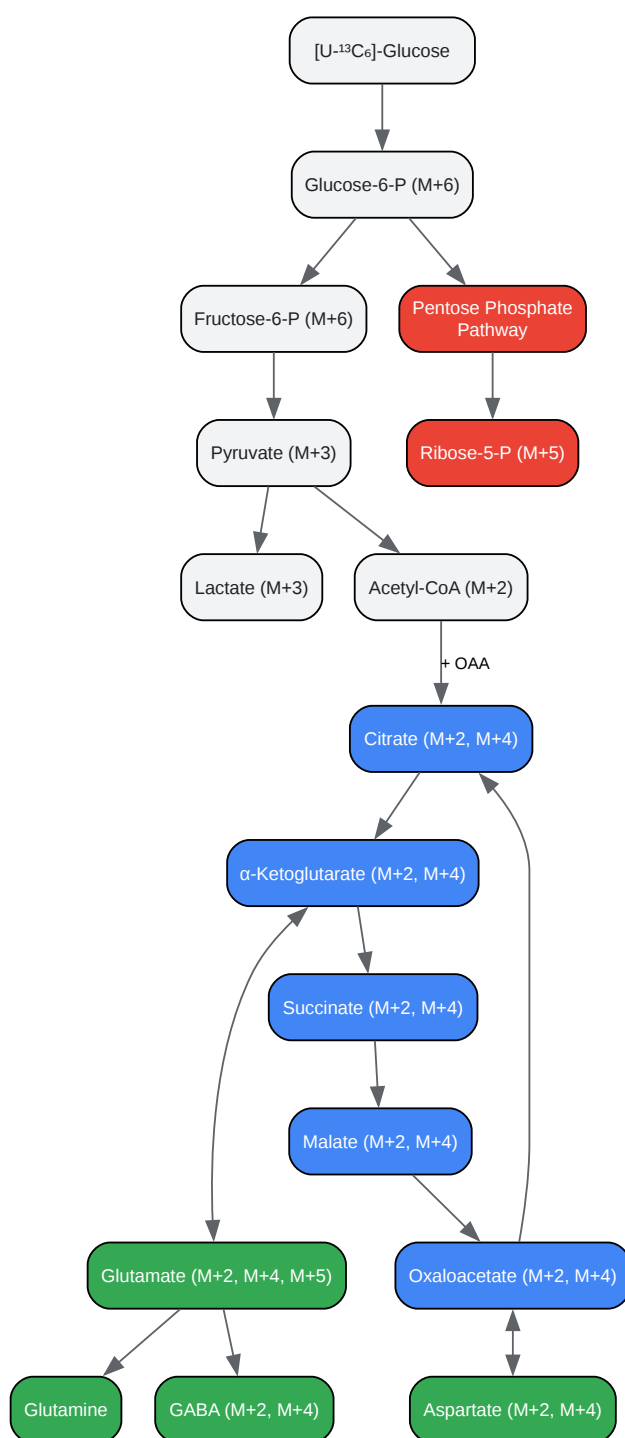 [U-¹³C₆]-Glucose
Glucose-6-P (M+6)
Fructose-6-P (M+6)
Pentose Phosphate
Pathway
Pyruvate (M+3)
Ribose-5-P (M+5)
Lactate (M+3)
Acetyl-CoA (M+2)
+ OAA
Citrate (M+2, M+4)
α-Ketoglutarate (M+2, M+4)
Succinate (M+2, M+4)
Malate (M+2, M+4)
Glutamate (M+2, M+4, M+5)
Oxaloacetate (M+2, M+4)
Glutamine
GABA (M+2, M+4)
Aspartate (M+2, M+4)